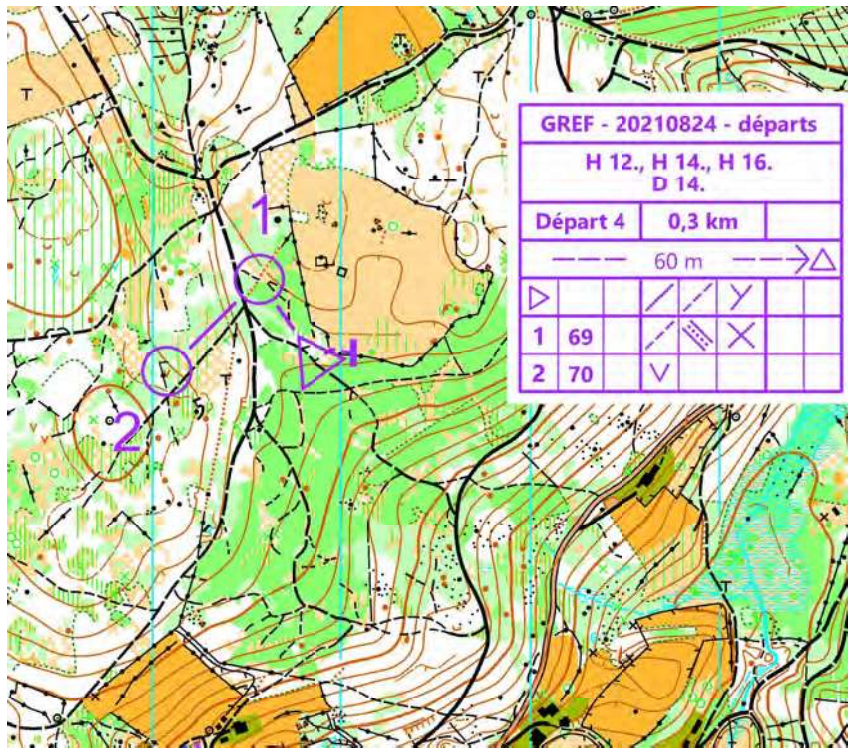 GREF - 20210824 - départs
H 12., H 14., H 16.
D 14.
Départ 4 0,3 km
60 m
1 69
2 70
1
2